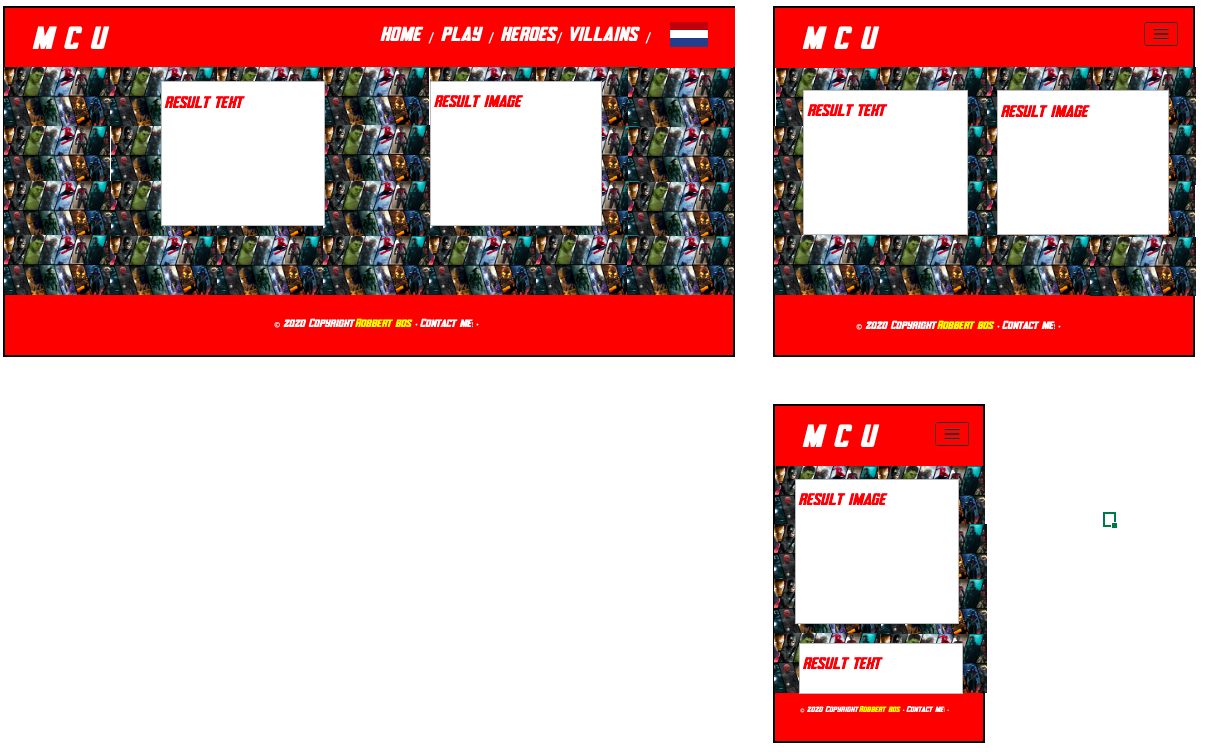 M C U
HOME / PLAY / HEROES/ VILLAINS /
RESULT TEXT
RESULT IMAGE
© 2020 Copyright Robbert bos · Contact me! ·
M C U
RESULT TEXT
RESULT IMAGE
© 2020 Copyright Robbert bos · Contact me! ·
M C U
RESULT IMAGE
RESULT TEXT
© 2020 Copyright Robbert bos · Contact me! ·